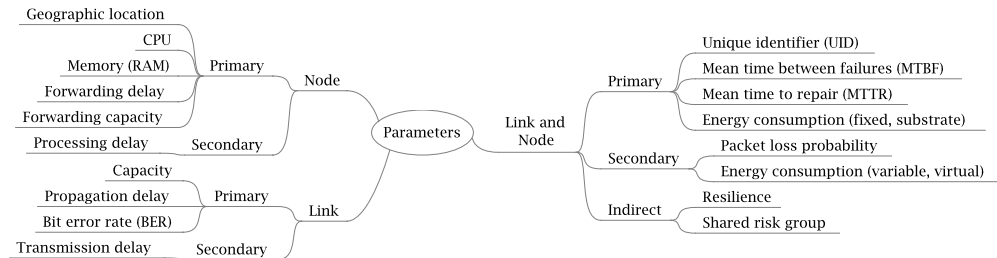 Geographic location
CPU
Memory (RAM)
Forwarding delay
Forwarding capacity
Primary
Processing delay
Secondary
Node
Capacity
Propagation delay
Bit error rate (BER)
Primary
Transmission delay
Secondary
Link
Parameters
Link and
Node
Primary
Unique identifier (UID)
Mean time between failures (MTBF)
Mean time to repair (MTTR)
Energy consumption (fixed, substrate)
Secondary
Packet loss probability
Energy consumption (variable, virtual)
Indirect
Resilience
Shared risk group